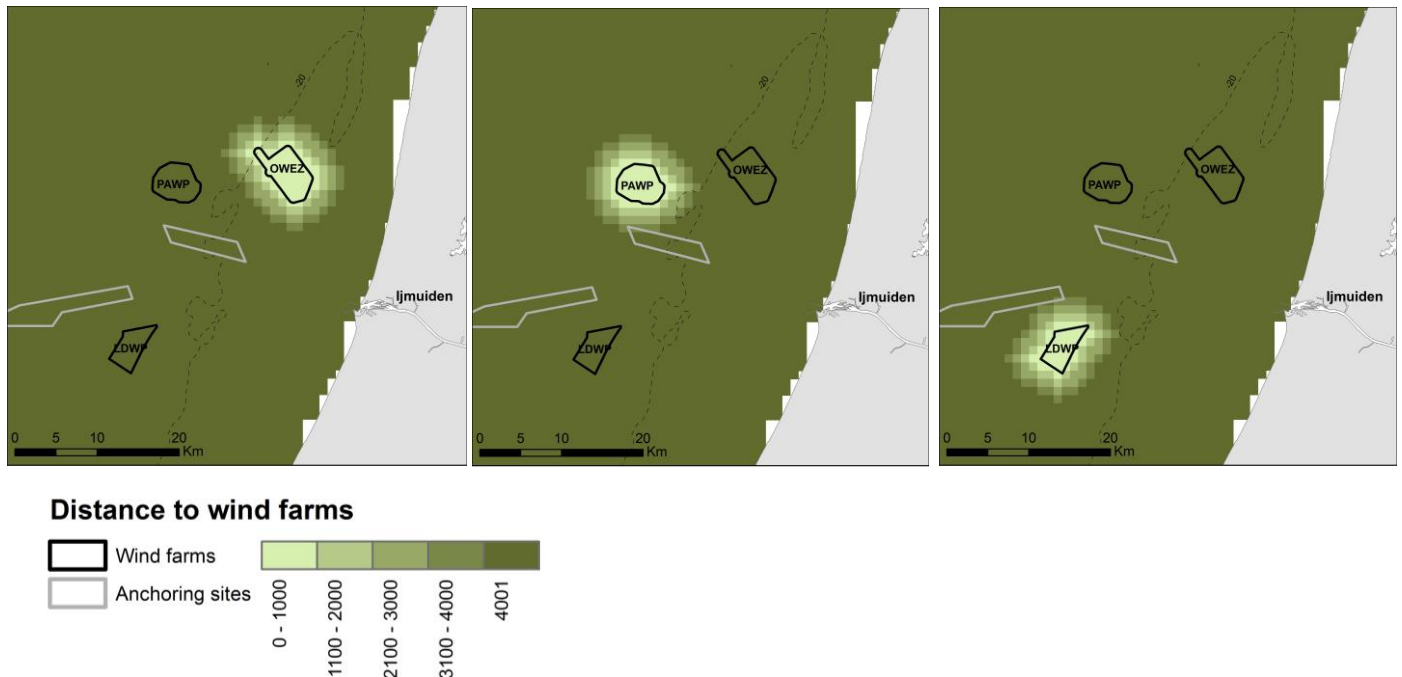 -20
OWEZ
PAWP
Ijmuiden
LDWP
0 5 10 20
Km
-20
OWEZ
PAWP
Ijmuiden
LDWP
0 5 10 20
Km
-20
OWEZ
PAWP
Ijmuiden
LDWP
0 5 10 20
Km
Distance to wind farms
Wind farms
Anchoring sites
0 - 1000
1100 - 2000
2100 - 3000
3100 - 4000
4001